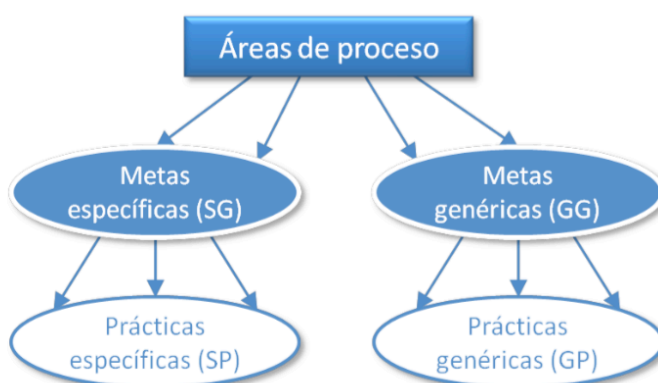 Áreas de proceso
Metas
específicas (SG)
Metas
genéricas (GG)
Prácticas
específicas (SP)
Prácticas
genéricas (GP)